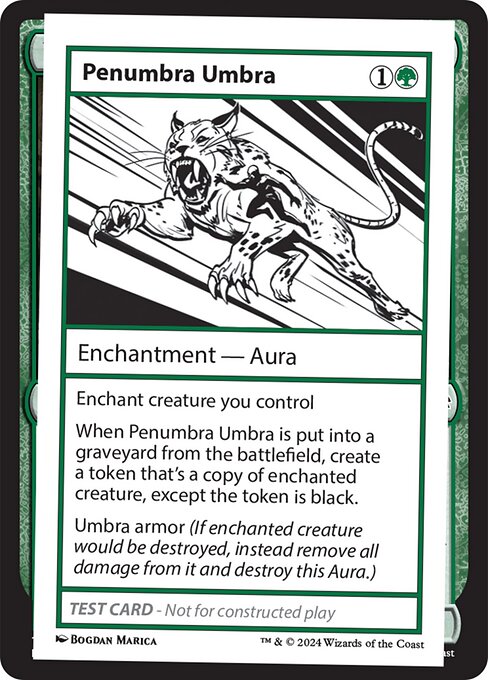 Penumbra Umbra 1
Enchantment — Aura
Enchant creature you control
When Penumbra Umbra is put into a
graveyard from the battlefield, create
a token that's a copy of enchanted
creature, except the token is black.
Umbra armor (If enchanted creature
would be destroyed, instead remove all
damage from it and destroy this Aura.)
TEST CARD - Not for constructed play
BOGDAN MARICA ™ & © 2024 Wizards of the Coast